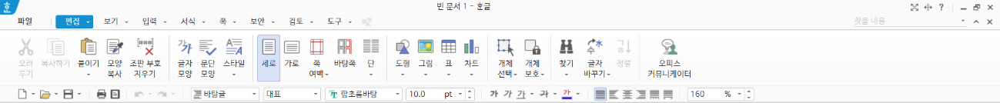 빈 문서 1 - 혼글
파일 편집 보기 입력 서식 쪽 보안 검토 도구 찾을 내용
오려 두기 복사하기 붙이기 모양 복사 조판 부호 지우기 글자 모양 문단 모양 스타일 세로 가로 쪽 여백 바탕쪽 단 도형 그림 표 차트 개체 선택 개체 보호 찾기 글자 바꾸기 정렬 오피스 커뮤니케이터
바탕글 대표 함초롬바탕 10.0 pt 가 가 가 가 가 160 %